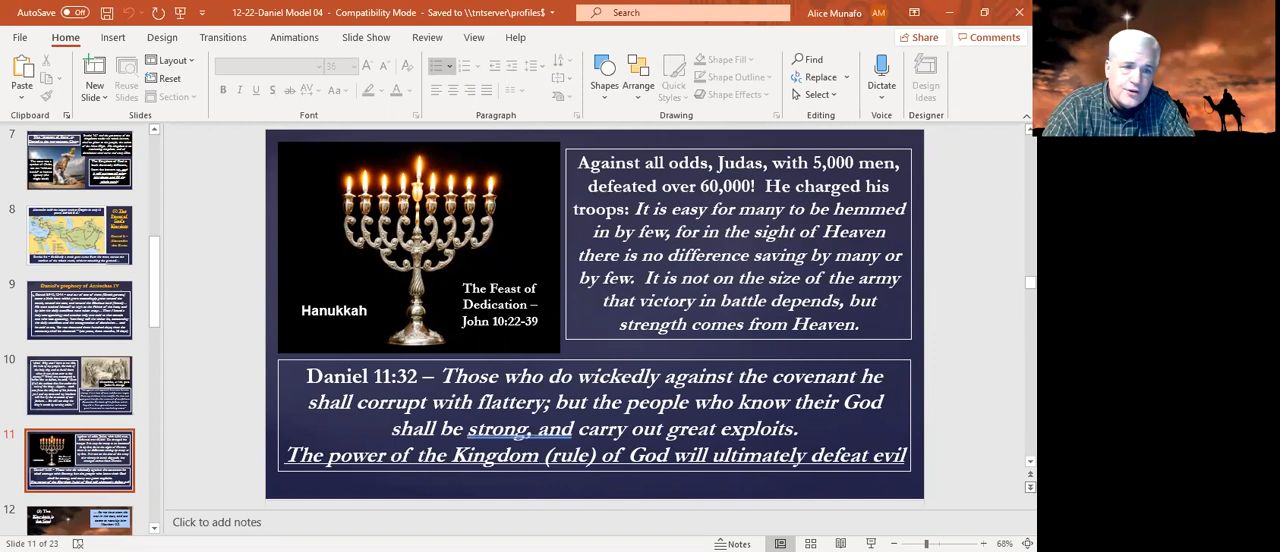 AutoSave Off 12-22-Daniel Model 04 - Compatibility Mode - Saved to \\tntserver\profiles$ Search Alice Munafo AM
File Home Insert Design Transitions Animations Slide Show Review View Help Share Comments
Paste New Slide Reuse Slides Layout Reset Section Shapes Arrange Quick Styles Shape Fill Shape Outline Shape Effects Find Replace Select Dictate Design Ideas
Clipboard Slides Font Paragraph Drawing Editing Voice Designer
7
8
9
10
11
12
Hanukkah
The Feast of
Dedication –
John 10:22-39
Against all odds, Judas, with 5,000 men,
defeated over 60,000! He charged his
troops: It is easy for many to be hemmed
in by few, for in the sight of Heaven
there is no difference saving by many or
by few. It is not on the size of the army
that victory in battle depends, but
strength comes from Heaven.
Daniel 11:32 – Those who do wickedly against the covenant he
shall corrupt with flattery; but the people who know their God
shall be strong, and carry out great exploits.
The power of the Kingdom (rule) of God will ultimately defeat evil
Click to add notes
Slide 11 of 23 Notes 68%